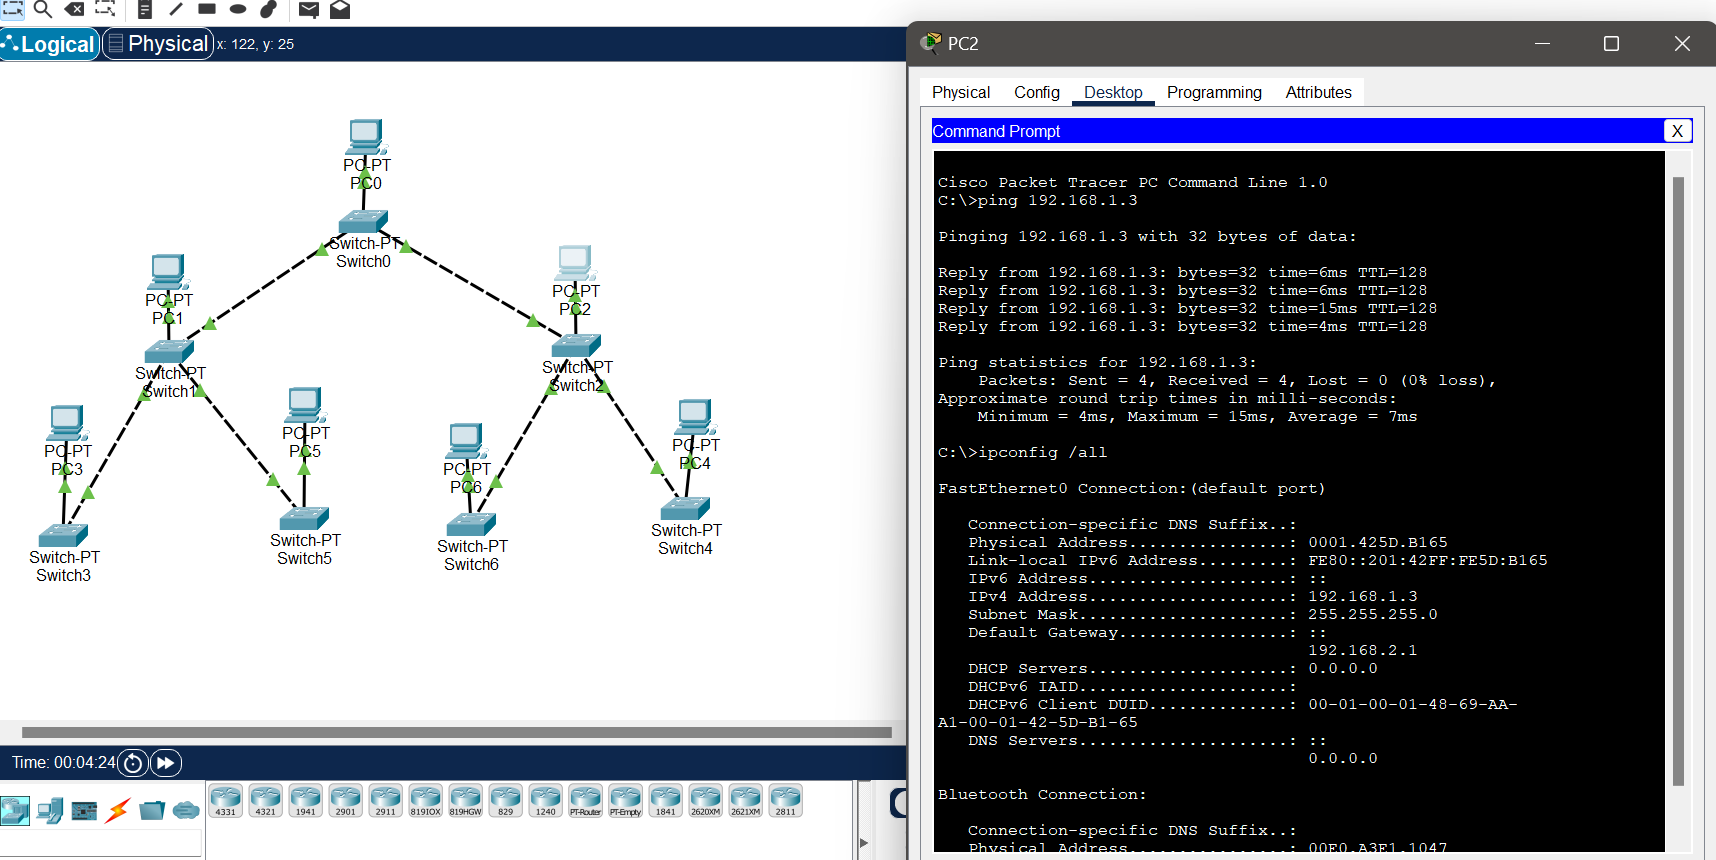 Logical
Physical
x: 122, y: 25
PC-PT
PC0
Switch-PT
Switch0
PC-PT
PC1
PC-PT
PC2
Switch-PT
Switch1
Switch-PT
Switch2
PC-PT
PC3
PC-PT
PC5
PC-PT
PC6
PC-PT
PC4
Switch-PT
Switch3
Switch-PT
Switch5
Switch-PT
Switch6
Switch-PT
Switch4
Time: 00:04:24
4331
4321
1941
2901
2911
819IOX
819HGW
829
1240
PT-Router
PT-Empty
1841
2620XM
2621XM
2811
PC2
Physical
Config
Desktop
Programming
Attributes
Command Prompt
X
Cisco Packet Tracer PC Command Line 1.0
C:\>ping 192.168.1.3
Pinging 192.168.1.3 with 32 bytes of data:
Reply from 192.168.1.3: bytes=32 time=6ms TTL=128
Reply from 192.168.1.3: bytes=32 time=6ms TTL=128
Reply from 192.168.1.3: bytes=32 time=15ms TTL=128
Reply from 192.168.1.3: bytes=32 time=4ms TTL=128
Ping statistics for 192.168.1.3:
Packets: Sent = 4, Received = 4, Lost = 0 (0% loss),
Approximate round trip times in milli-seconds:
Minimum = 4ms, Maximum = 15ms, Average = 7ms
C:\>ipconfig /all
FastEthernet0 Connection:(default port)
Connection-specific DNS Suffix..:
Physical Address................: 0001.425D.B165
Link-local IPv6 Address.........: FE80::201:42FF:FE5D:B165
IPv6 Address....................: ::
IPv4 Address....................: 192.168.1.3
Subnet Mask.....................: 255.255.255.0
Default Gateway.................: ::
192.168.2.1
DHCP Servers....................: 0.0.0.0
DHCPv6 IAID.....................:
DHCPv6 Client DUID..............: 00-01-00-01-48-69-AA-
A1-00-01-42-5D-B1-65
DNS Servers.....................: ::
0.0.0.0
Bluetooth Connection:
Connection-specific DNS Suffix..:
Physical Address................: 00E0.A3E1.1047